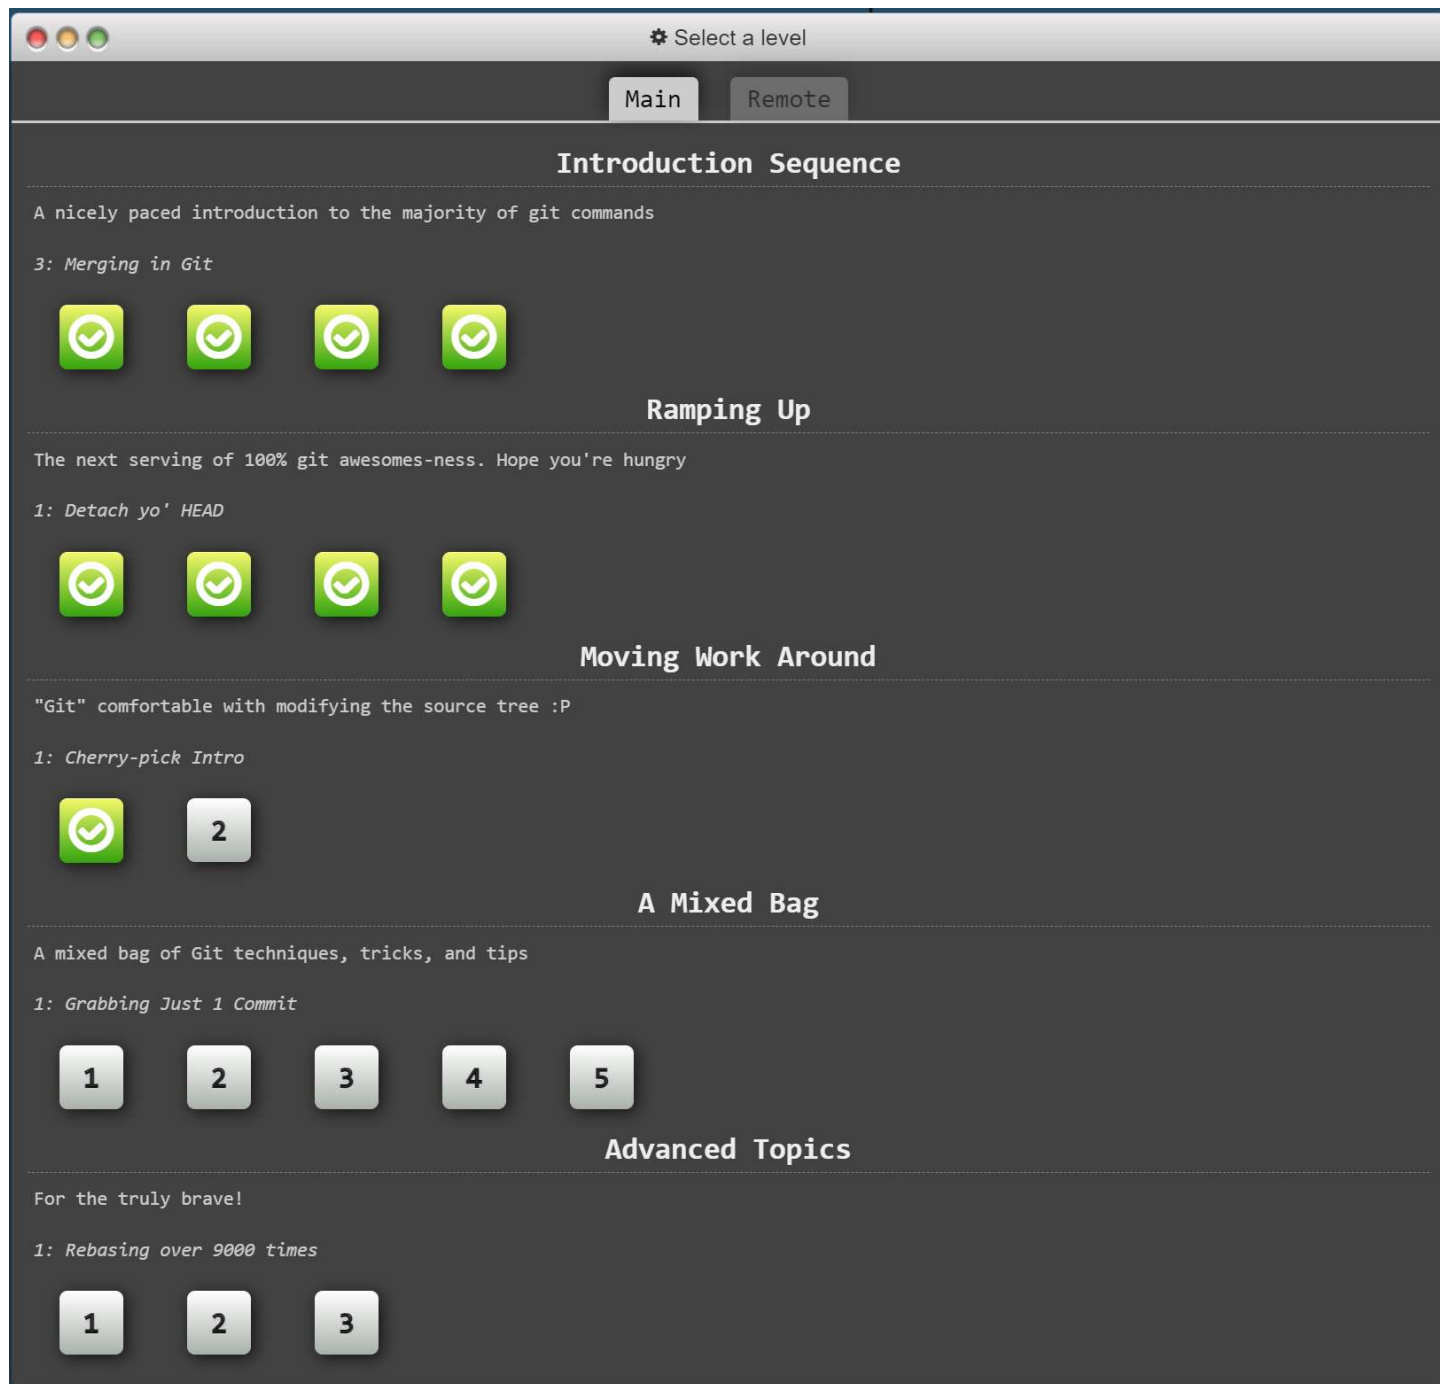 Select a level
Main Remote
Introduction Sequence
A nicely paced introduction to the majority of git commands
3: Merging in Git
Ramping Up
The next serving of 100% git awesomes-ness. Hope you're hungry
1: Detach yo' HEAD
Moving Work Around
"Git" comfortable with modifying the source tree :P
1: Cherry-pick Intro
2
A Mixed Bag
A mixed bag of Git techniques, tricks, and tips
1: Grabbing Just 1 Commit
1 2 3 4 5
Advanced Topics
For the truly brave!
1: Rebasing over 9000 times
1 2 3